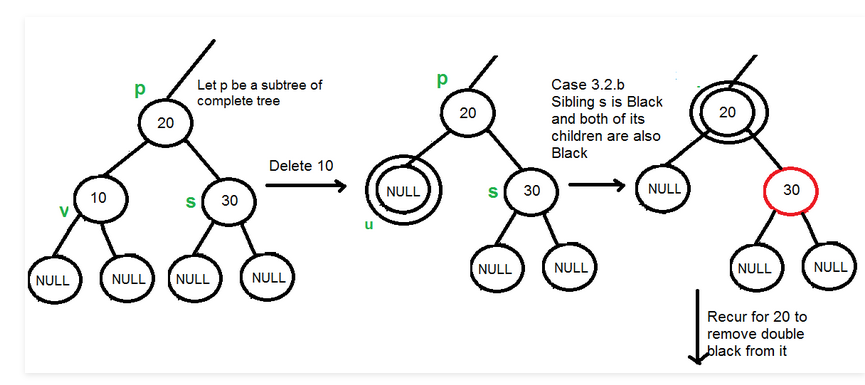 p
Let p be a subtree of
complete tree
20
v
10
s
30
NULL
NULL
NULL
NULL
Delete 10
p
20
NULL
u
s
30
NULL
NULL
Case 3.2.b
Sibling s is Black
and both of its
children are also
Black
20
NULL
30
NULL
NULL
Recur for 20 to
remove double
black from it